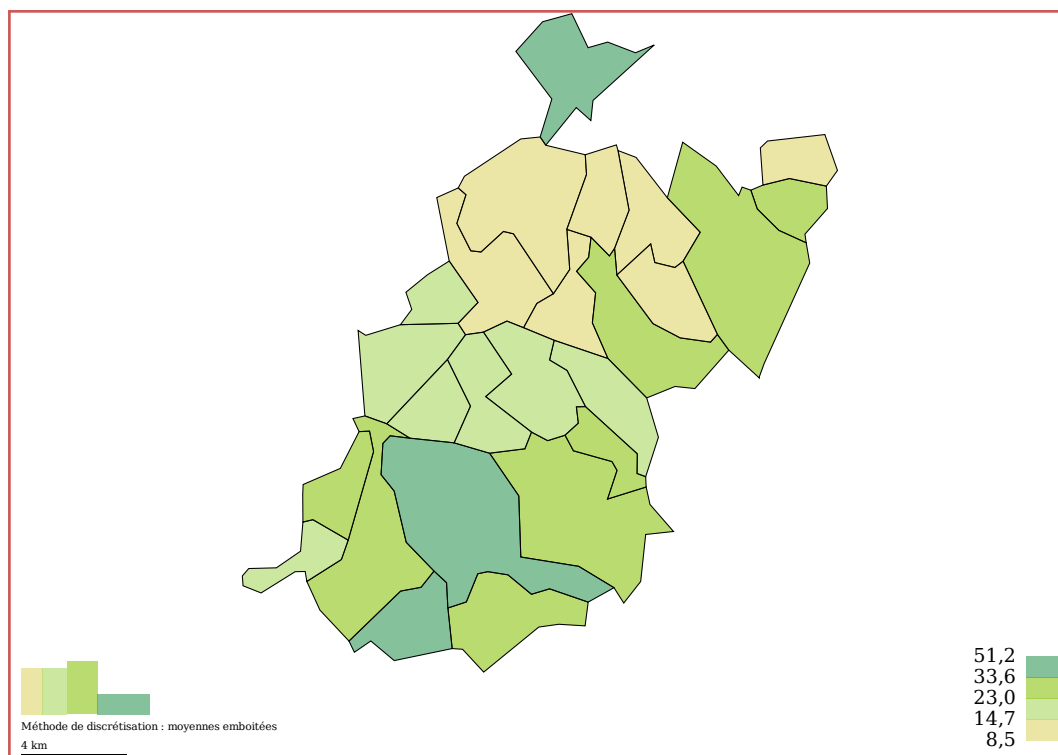 51,2
33,6
23,0
14,7
8,5
Méthode de discrétisation : moyennes emboitées
4 km